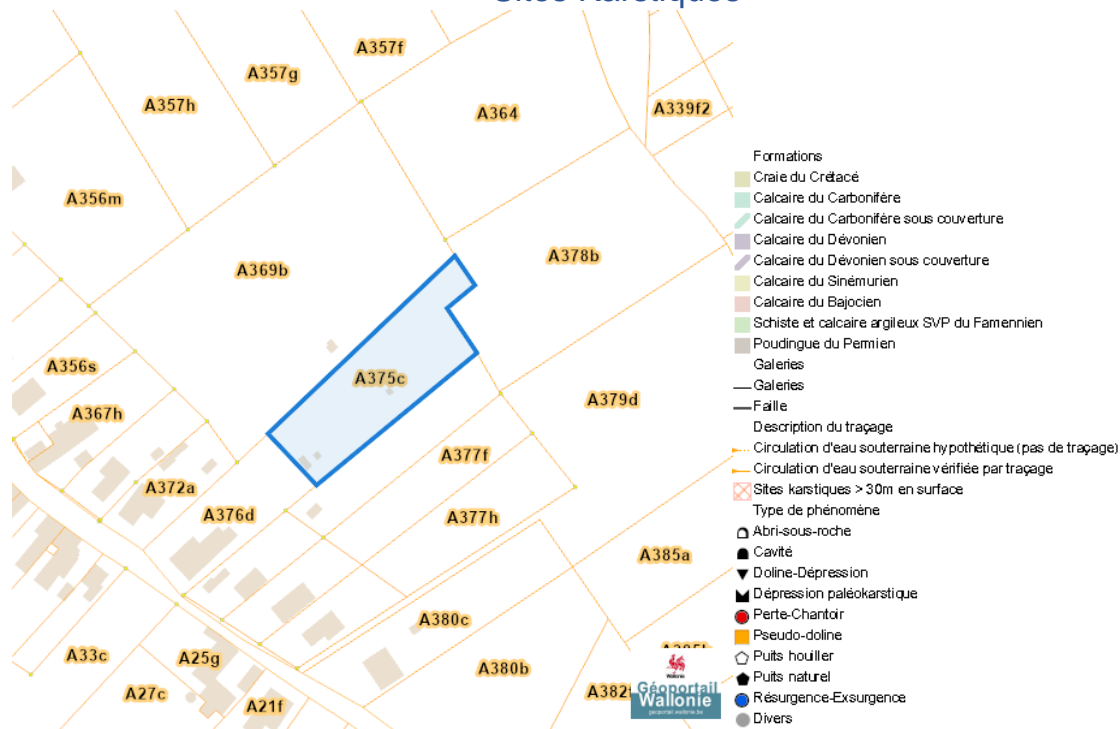 Sites Karstiques
A357f
A357g
A357h
A364
A339f2
A356m
A369b
A378b
A356s
A375c
A379d
A367h
A377f
A372a
A376d
A377h
A385a
A380c
A33c
A25g
A380b
A27c
A21f
Wallonie
Géoportail
Wallonie
geoportail.wallonie.be
Formations
Craie du Crétacé
Calcaire du Carbonifère
Calcaire du Carbonifère sous couverture
Calcaire du Dévonien
Calcaire du Dévonien sous couverture
Calcaire du Sinémurien
Calcaire du Bajocien
Schiste et calcaire argileux SVP du Famennien
Poudingue du Permien
Galeries
Galeries
Faille
Description du traçage
Circulation d'eau souterraine hypothétique (pas de traçage)
Circulation d'eau souterraine vérifiée par traçage
Sites karstiques > 30m en surface
Type de phénomène
Abri-sous-roche
Cavité
Doline-Dépression
Dépression paléokarstique
Perte-Chantoir
Pseudo-doline
Puits houiller
Puits naturel
Résurgence-Exsurgence
Divers